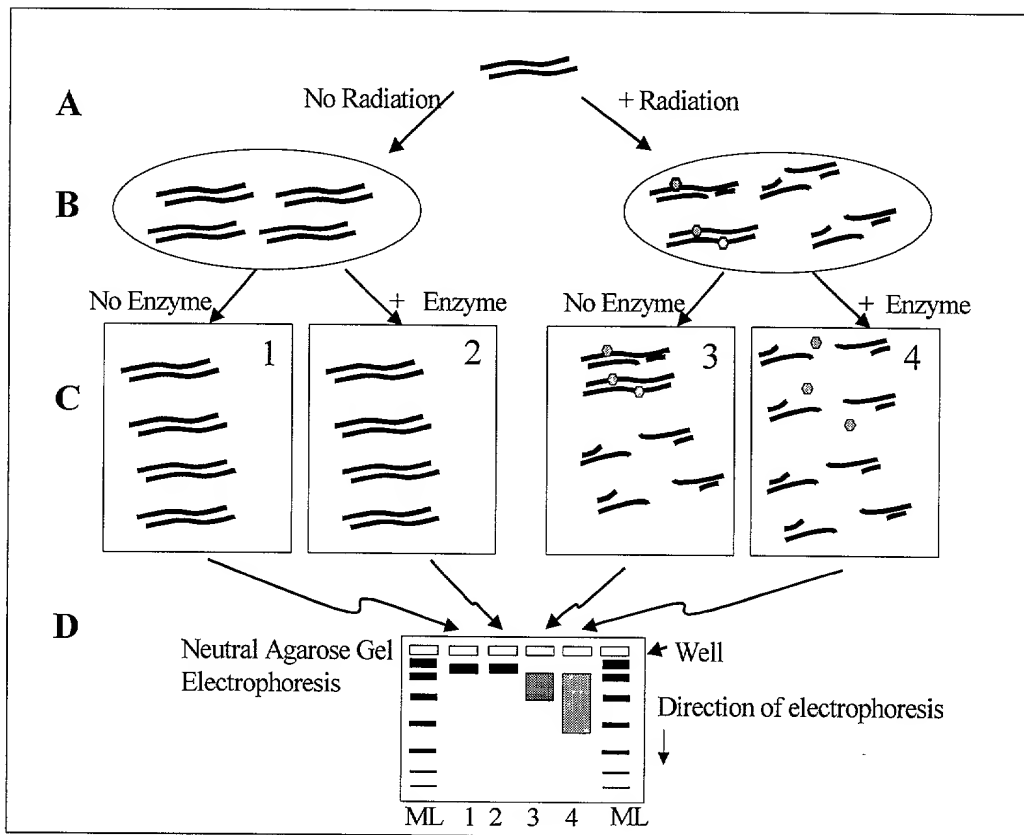 A
No Radiation
+ Radiation
B
No Enzyme
+ Enzyme
No Enzyme
+ Enzyme
C
1
2
3
4
D
Neutral Agarose Gel
Electrophoresis
Well
Direction of electrophoresis
ML 1 2 3 4 ML